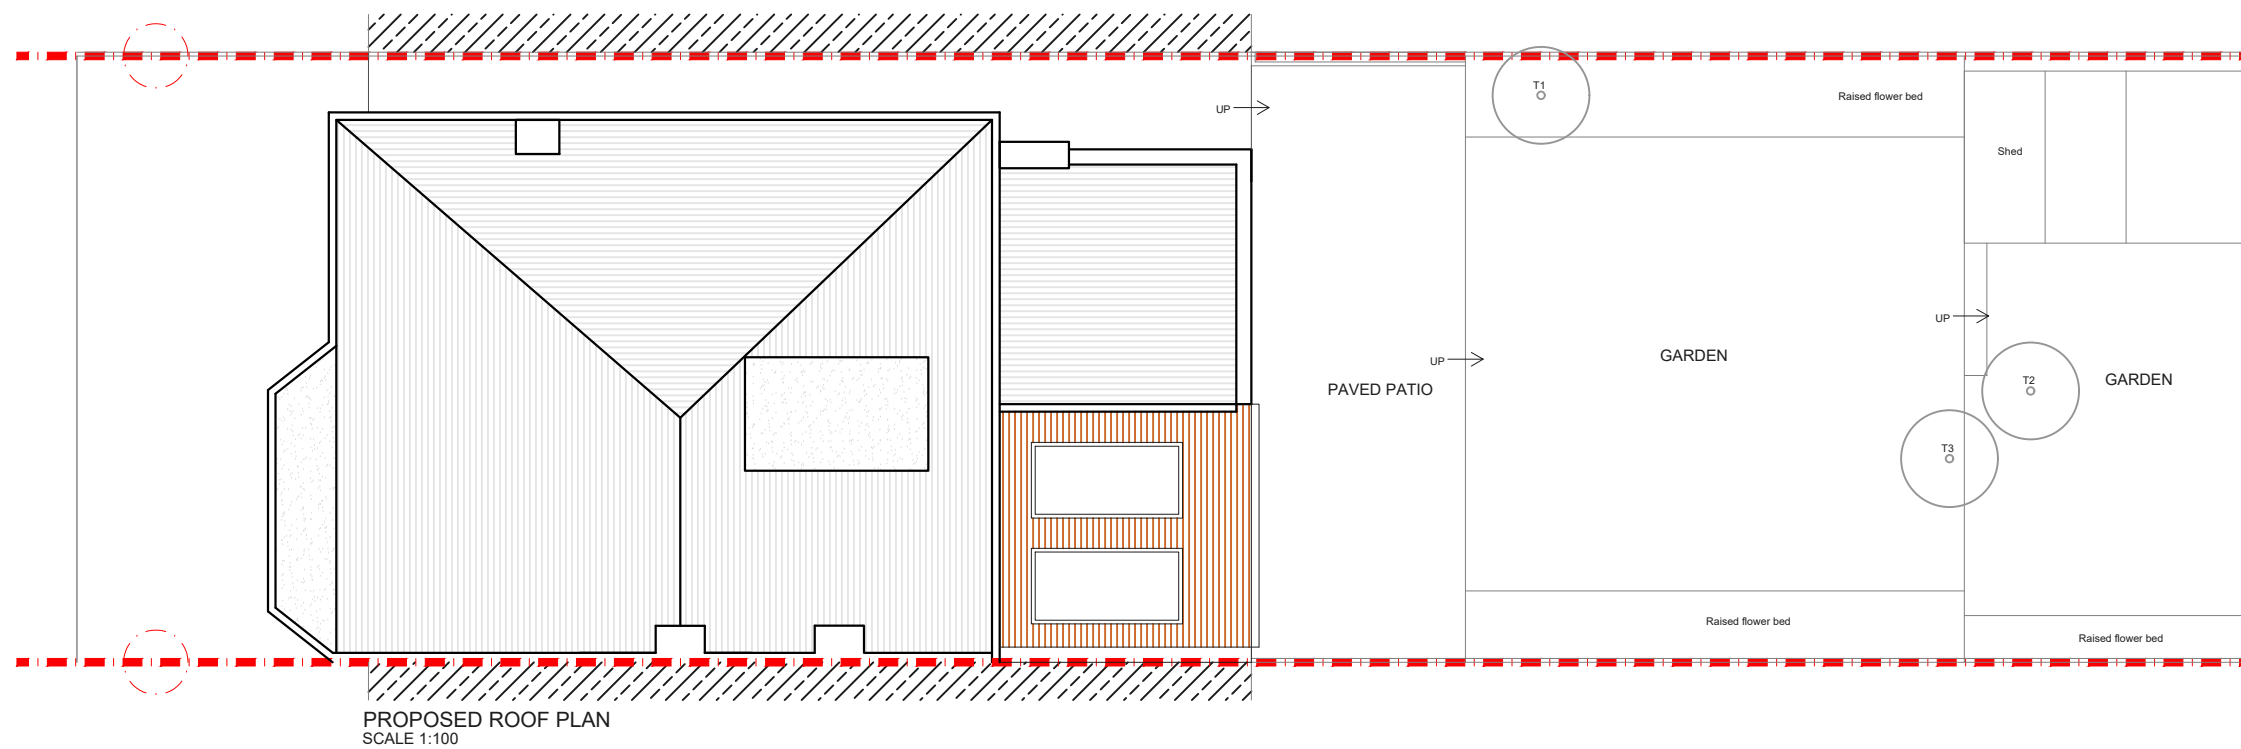 T1
Raised flower bed
UP
Shed
UP
T2
GARDEN
UP
GARDEN
PAVED PATIO
T3
Raised flower bed
Raised flower bed
PROPOSED ROOF PLAN
SCALE 1:100